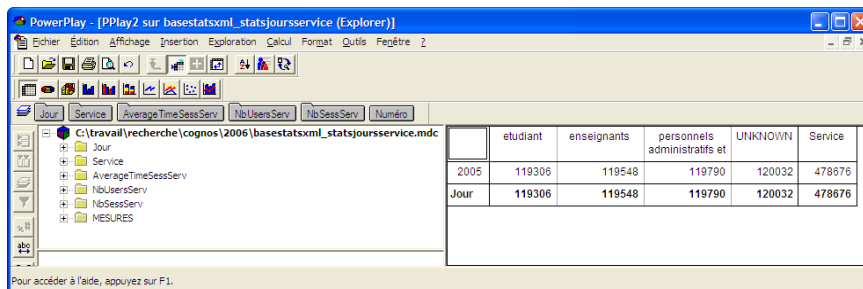 PowerPlay - [PPlay2 sur basestatsxml_statsjoursservice (Explorer)]
Fichier Édition Affichage Insertion Exploration Calcul Format Outils Fenêtre ?
Jour Service AverageTimeSessServ NbUsersServ NbSessServ Numéro
C:\travail\recherche\cognos\2006\basestatsxml_statsjoursservice.mdc
Jour
Service
AverageTimeSessServ
NbUsersServ
NbSessServ
MESURES
etudiant enseignants personnels administratifs et UNKNOWN Service
2005 119306 119548 119790 120032 478676
Jour 119306 119548 119790 120032 478676
Pour accéder à l'aide, appuyez sur F1.